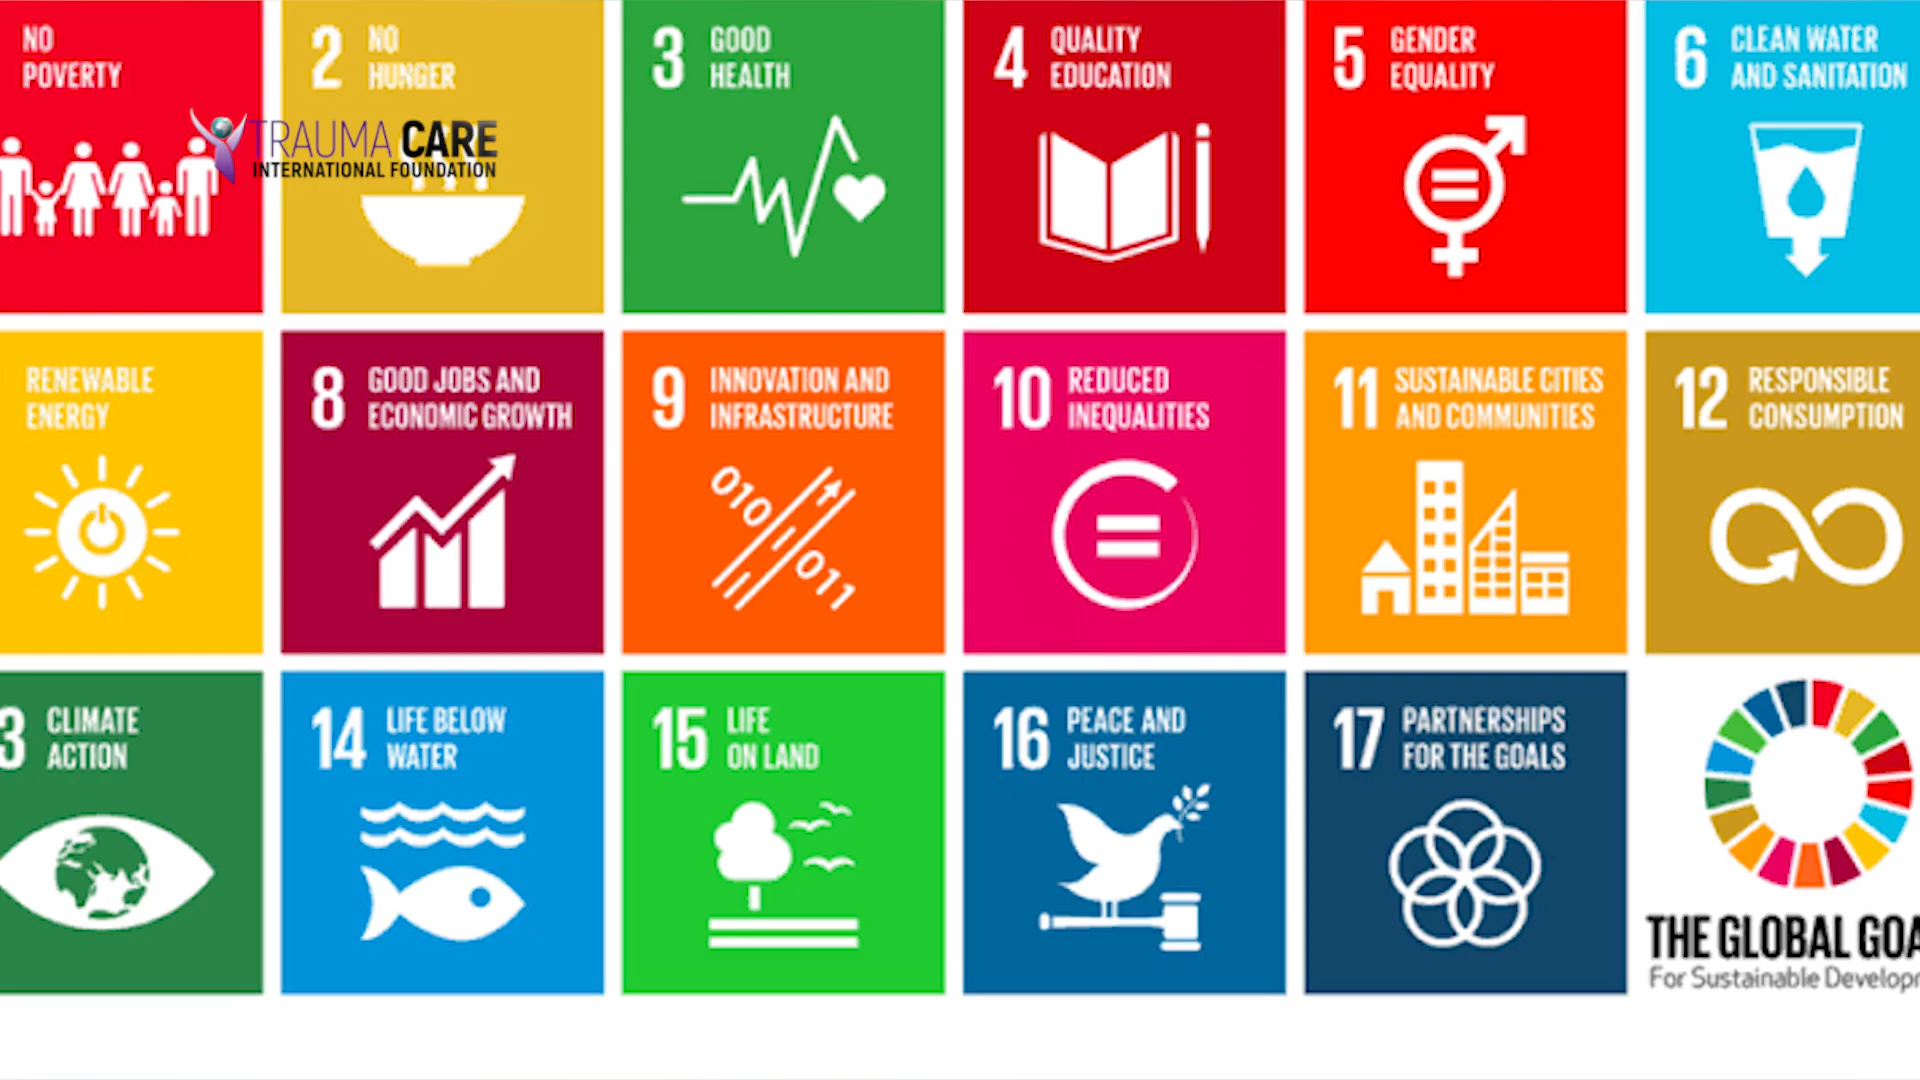 NO
POVERTY
2 NO
HUNGER
3 GOOD
HEALTH
4 QUALITY
EDUCATION
5 GENDER
EQUALITY
6 CLEAN WATER
AND SANITATION
TRAUMA CARE
INTERNATIONAL FOUNDATION
RENEWABLE
ENERGY
8 GOOD JOBS AND
ECONOMIC GROWTH
9 INNOVATION AND
INFRASTRUCTURE
010
011
10 REDUCED
INEQUALITIES
11 SUSTAINABLE CITIES
AND COMMUNITIES
12 RESPONSIBLE
CONSUMPTION
3 CLIMATE
ACTION
14 LIFE BELOW
WATER
15 LIFE
ON LAND
16 PEACE AND
JUSTICE
17 PARTNERSHIPS
FOR THE GOALS
THE GLOBAL GOA
For Sustainable Develop